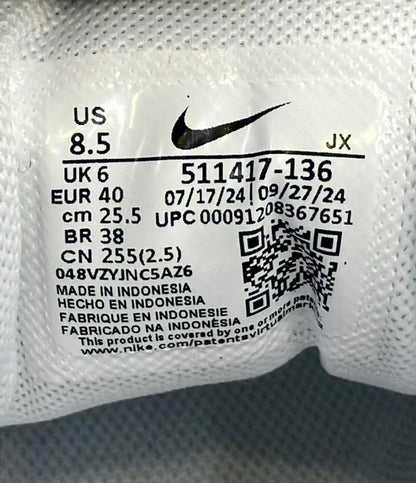 US
8.5
JX
UK 6
511417-136
EUR 40
07/17/24 09/27/24
cm 25.5
UPC 00091208367651
BR 38
CN 255(2.5)
048VZYJNC5AZ6
MADE IN INDONESIA
HECHO EN INDONESIA
FABRIQUE EN INDONESIE
FABRICADO NA INDONESIA
This product is covered by one or more patents
www.nike.com/patentsvirtualmarking